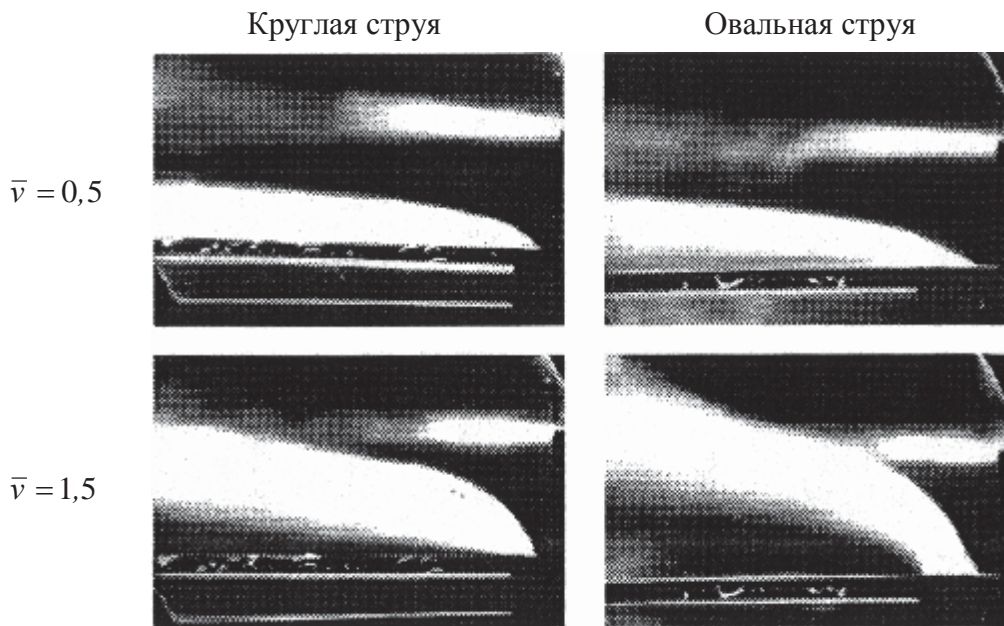 Круглая струя
Овальная струя
v̅ = 0,5
v̅ = 1,5